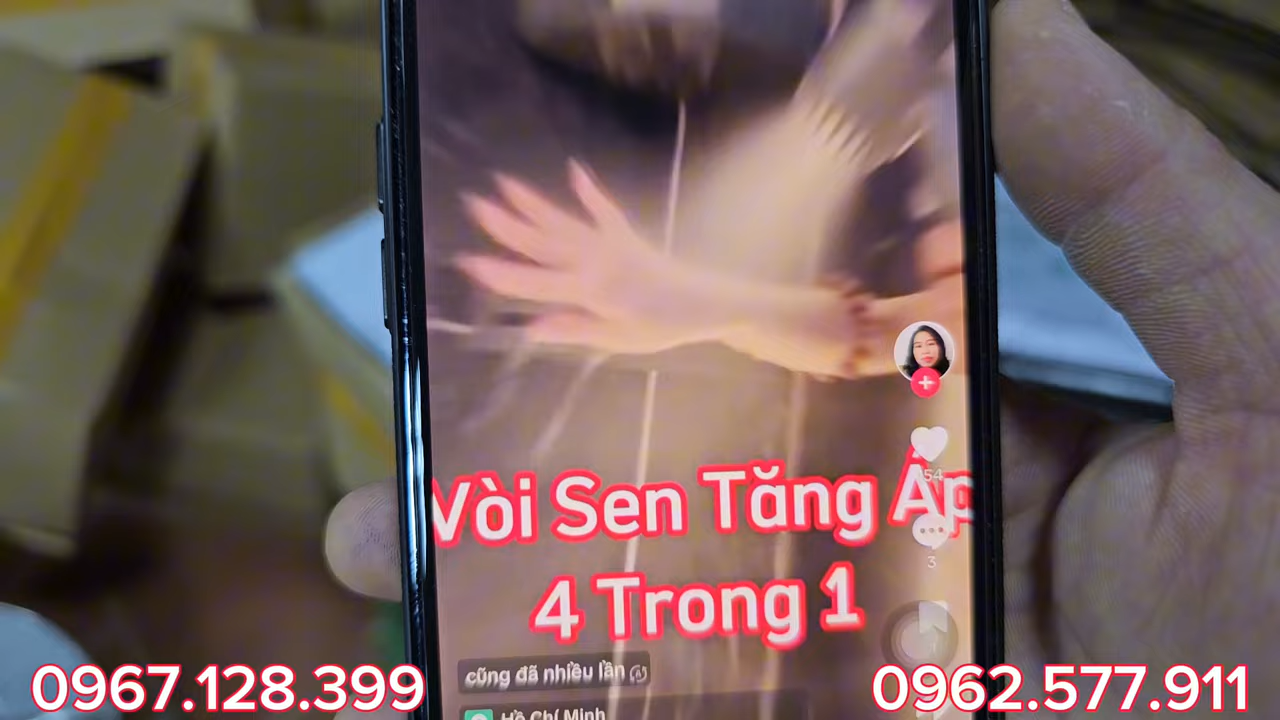 Vòi Sen Tăng Áp
4 Trong 1
54
3
cũng đã nhiều lần
Hồ Chí Minh
0967.128.399
0962.577.911